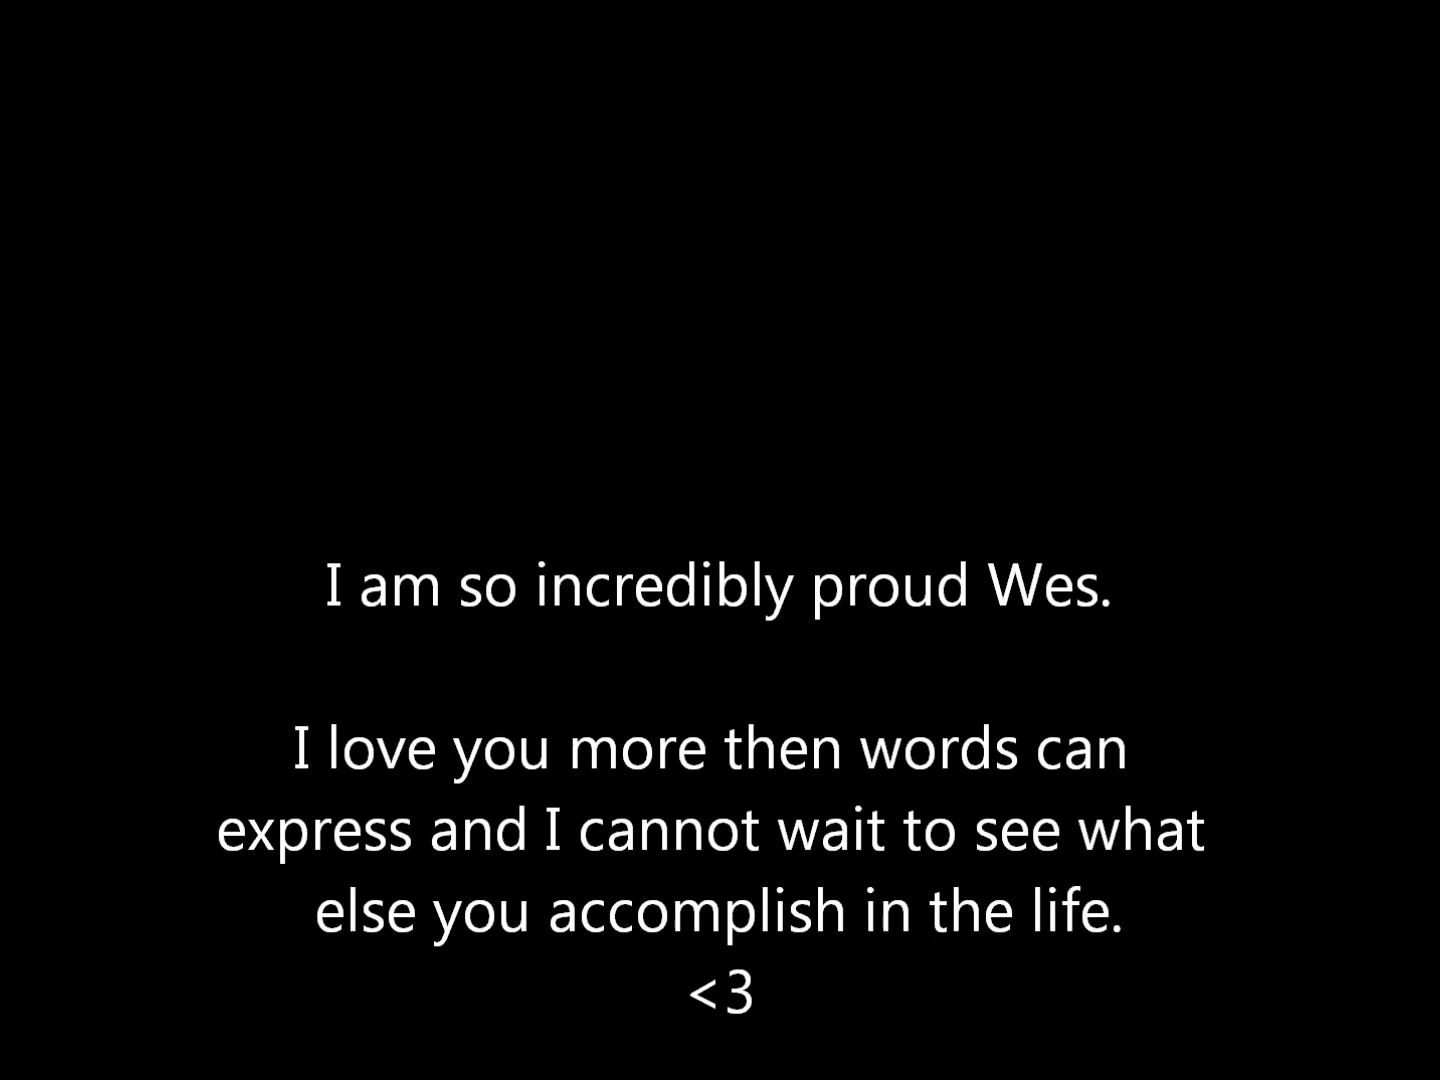 I am so incredibly proud Wes.
I love you more then words can
express and I cannot wait to see what
else you accomplish in the life.
<3